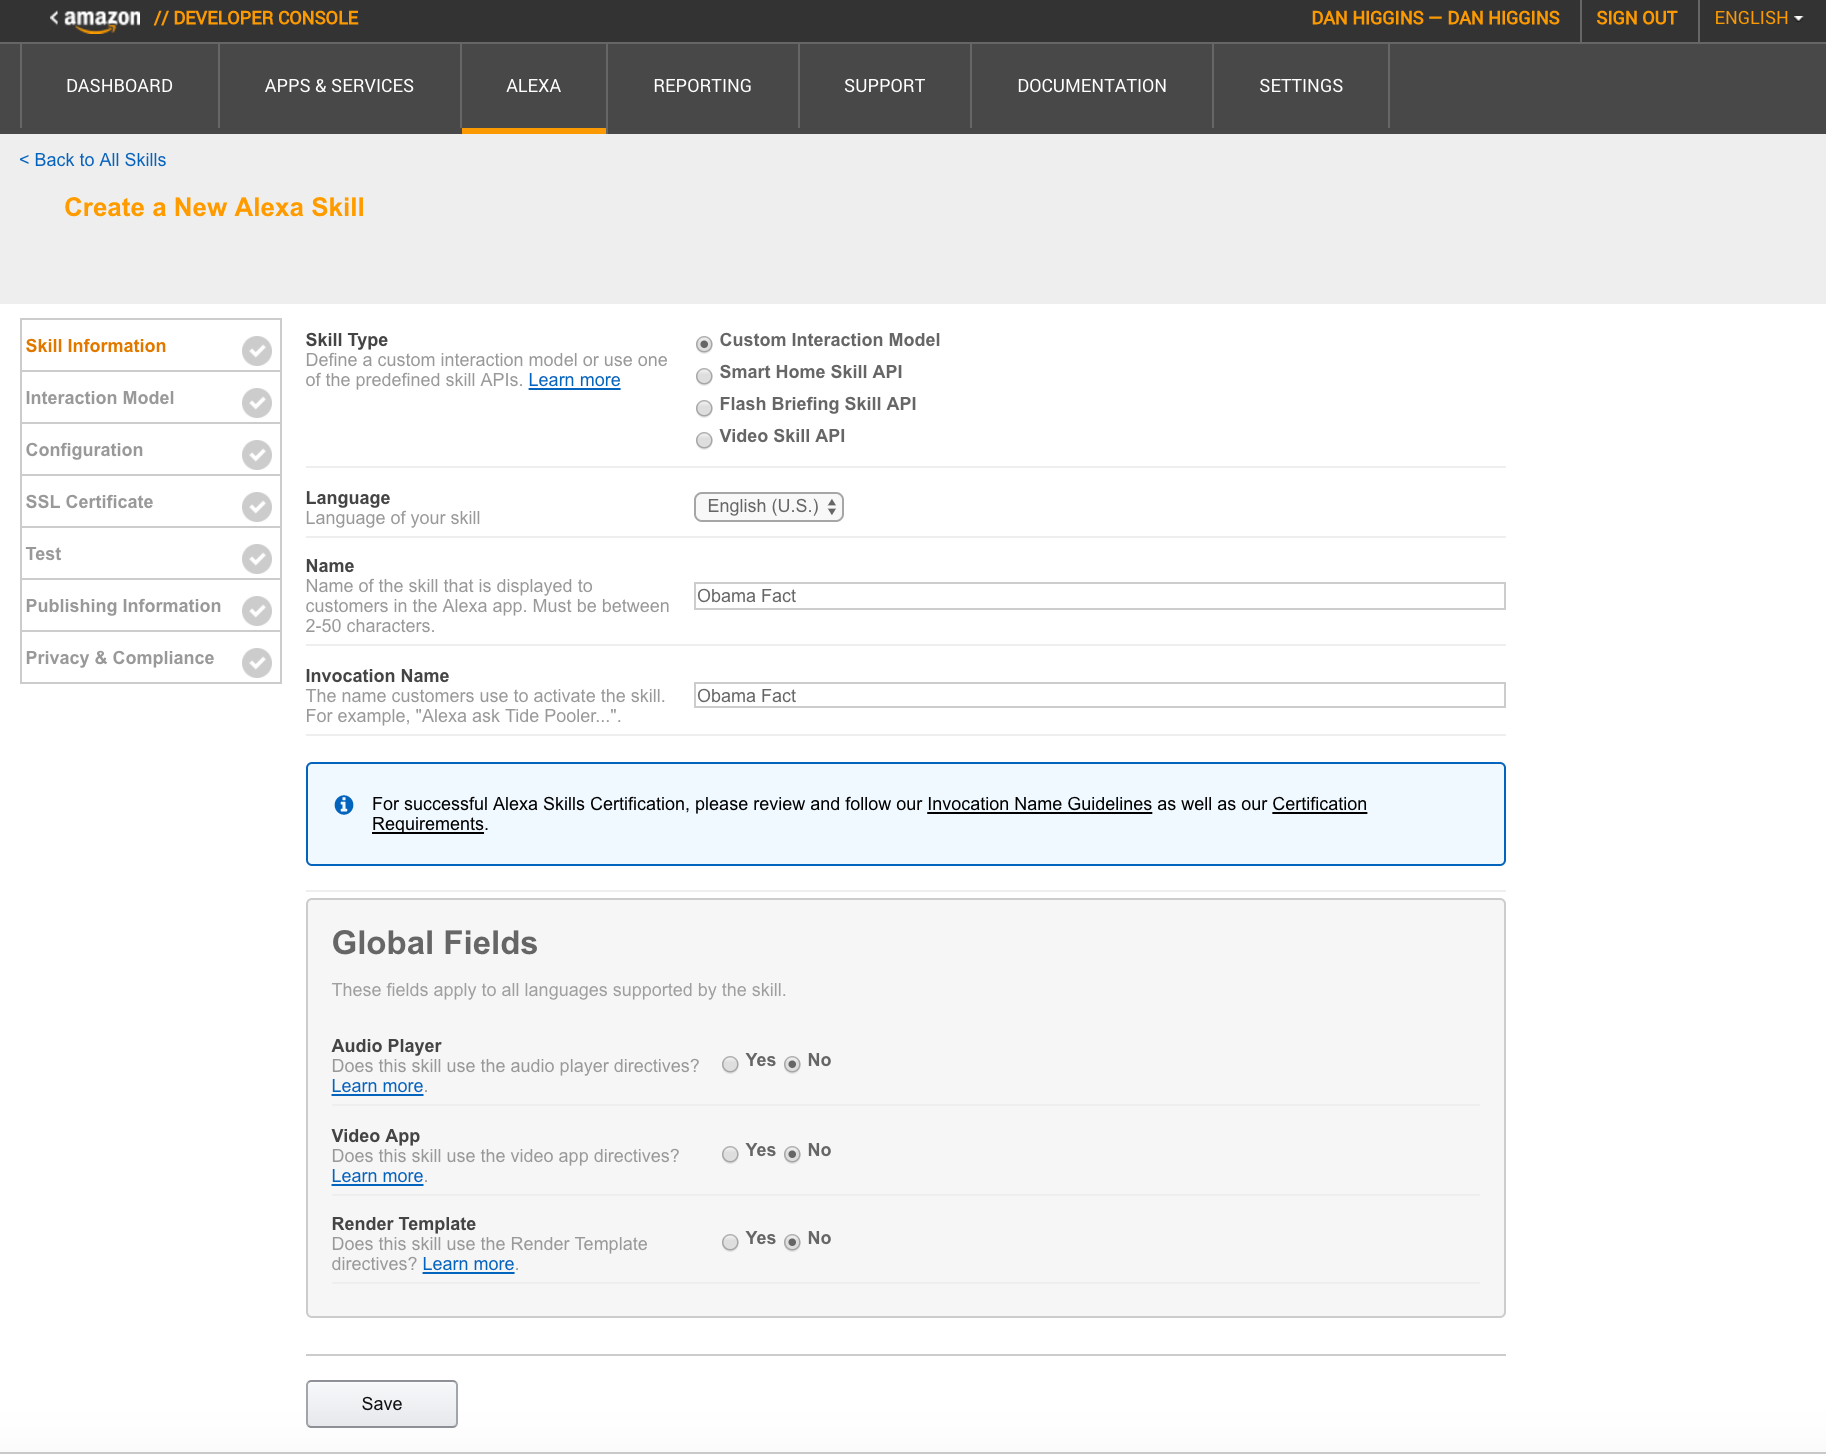 < amazon // DEVELOPER CONSOLE
DAN HIGGINS — DAN HIGGINS
SIGN OUT
ENGLISH
DASHBOARD
APPS & SERVICES
ALEXA
REPORTING
SUPPORT
DOCUMENTATION
SETTINGS
< Back to All Skills
Create a New Alexa Skill
Skill Information
Interaction Model
Configuration
SSL Certificate
Test
Publishing Information
Privacy & Compliance
Skill Type
Define a custom interaction model or use one
of the predefined skill APIs. Learn more
Custom Interaction Model
Smart Home Skill API
Flash Briefing Skill API
Video Skill API
Language
Language of your skill
English (U.S.)
Name
Name of the skill that is displayed to
customers in the Alexa app. Must be between
2-50 characters.
Obama Fact
Invocation Name
The name customers use to activate the skill.
For example, "Alexa ask Tide Pooler...".
Obama Fact
For successful Alexa Skills Certification, please review and follow our Invocation Name Guidelines as well as our Certification
Requirements.
Global Fields
These fields apply to all languages supported by the skill.
Audio Player
Does this skill use the audio player directives?
Learn more.
Yes No
Video App
Does this skill use the video app directives?
Learn more.
Yes No
Render Template
Does this skill use the Render Template
directives? Learn more.
Yes No
Save